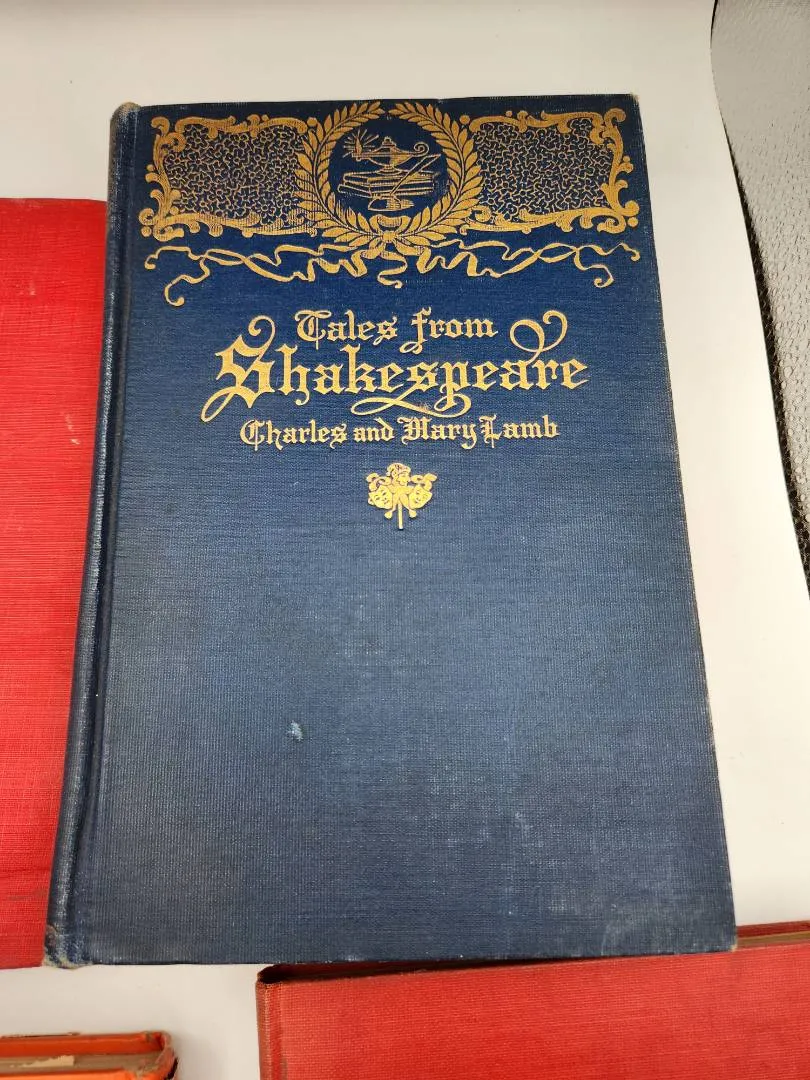 Tales from
Shakespeare
Charles and Mary Lamb